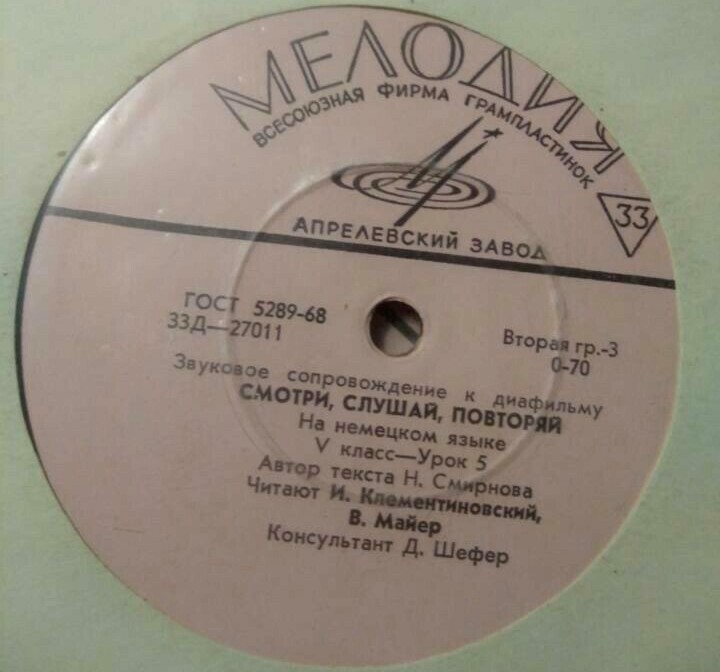 МЕЛОДИЯ
ВСЕСОЮЗНАЯ ФИРМА ГРАМПЛАСТИНОК
33
АПРЕЛЕВСКИЙ ЗАВОД
ГОСТ 5289-68
33Д—27011
Вторая гр.-3
0-70
Звуковое сопровождение к диафильму
СМОТРИ, СЛУШАЙ, ПОВТОРЯЙ
На немецком языке
V класс—Урок 5
Автор текста Н. Смирнова
Читают И. Клементиновский,
В. Майер
Консультант Д. Шефер